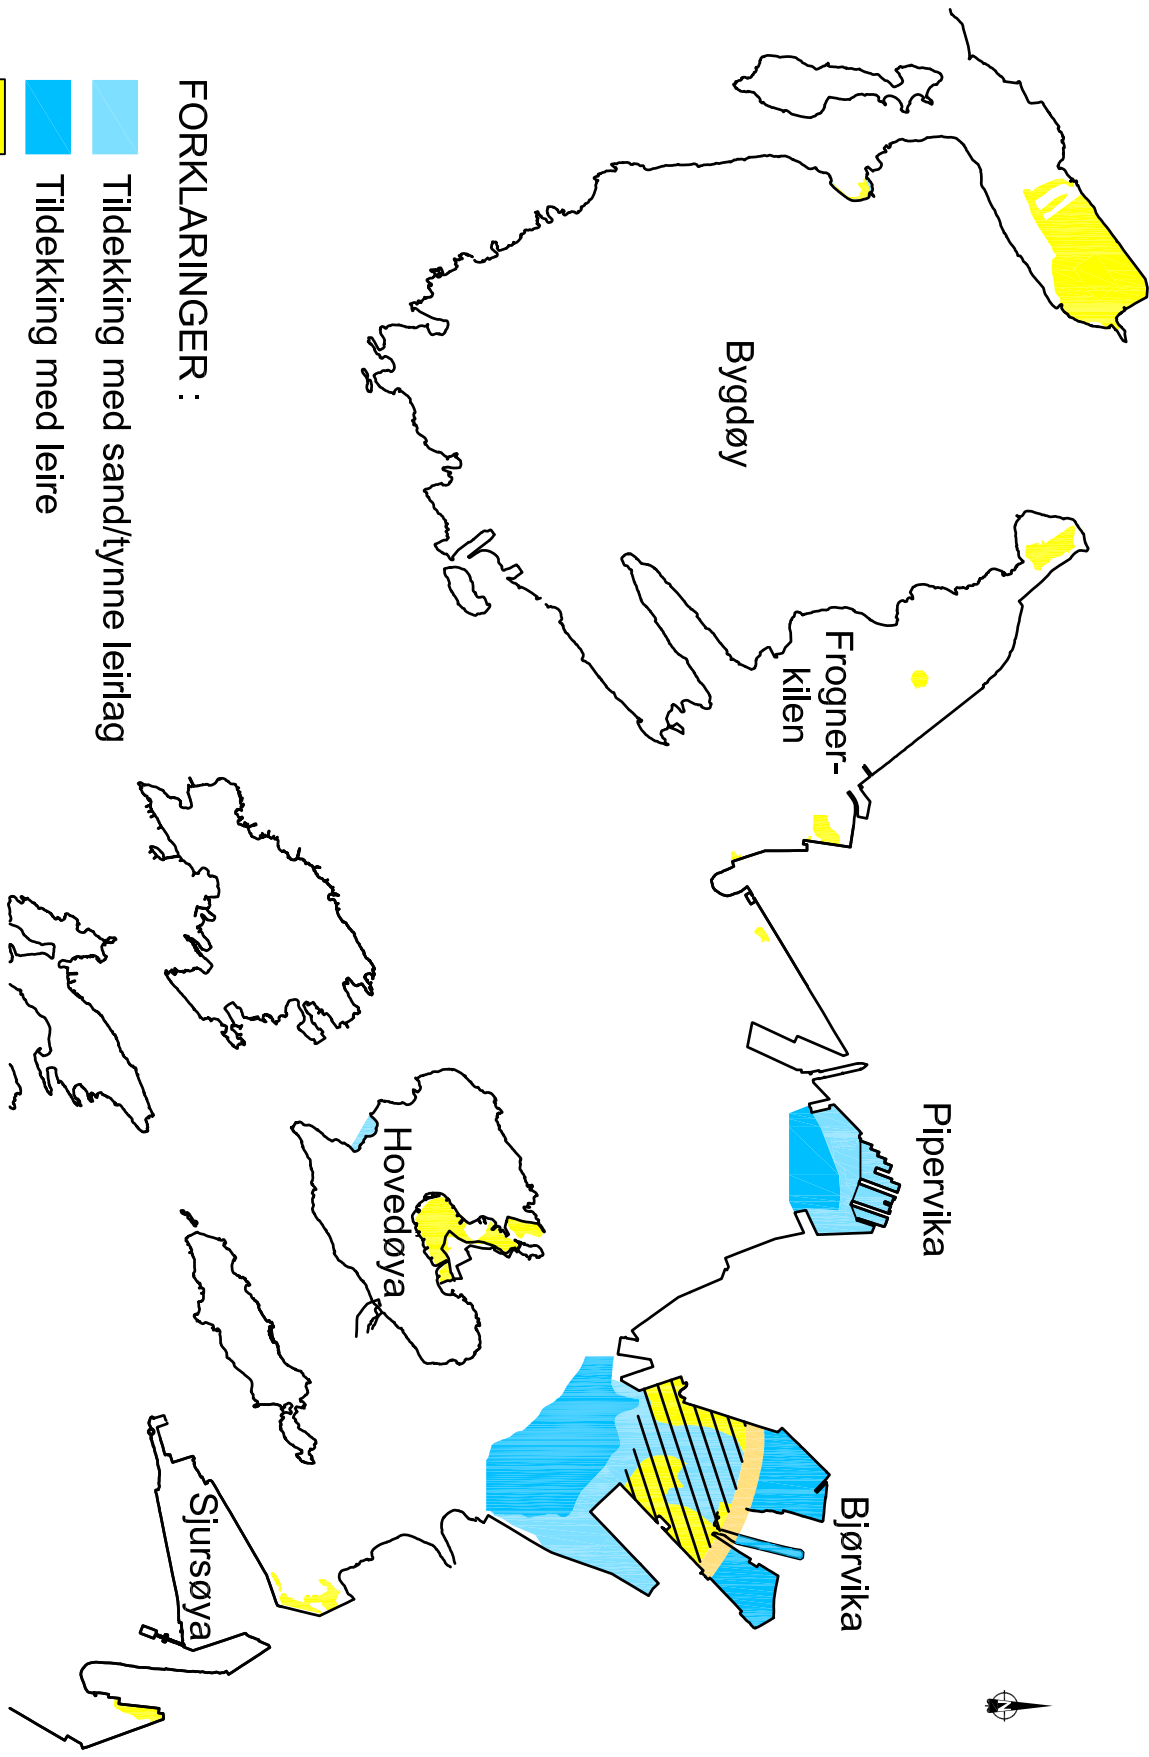 Bygdøy
Frogner-
kilen
Pipervika
Bjørvika
Hovedøya
Sjursøya
N
FORKLARINGER :
Tildekking med sand/tynne leirlag
Tildekking med leire